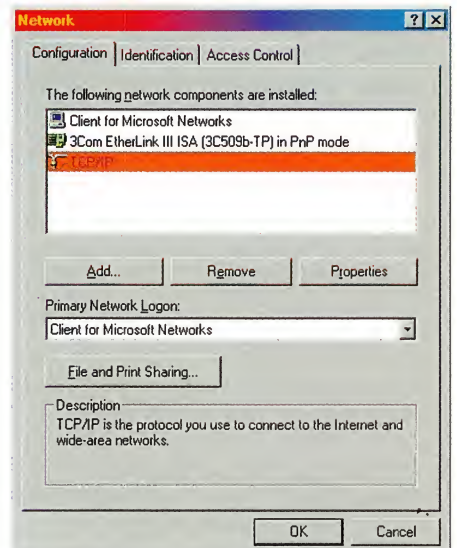 Network
Configuration
Identification
Access Control
The following network components are installed:
Client for Microsoft Networks
3Com EtherLink III ISA (3C509b-TP) in PnP mode
TCP/IP
Add...
Remove
Properties
Primary Network Logon:
Client for Microsoft Networks
File and Print Sharing...
Description
TCP/IP is the protocol you use to connect to the Internet and
wide-area networks.
OK
Cancel